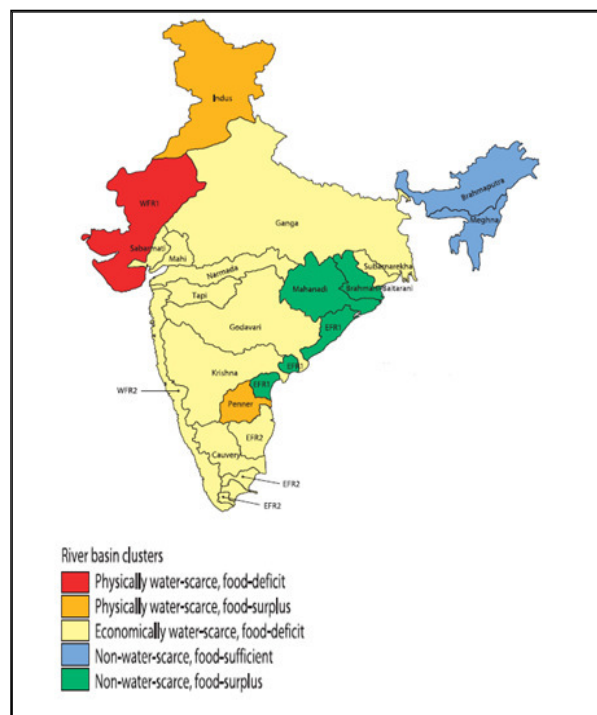 Indus
WFR1
Ganga
Brahmaputra
Meghna
Sabarmati
Mahi
Narmada
Subarnarekha
Mahanadi
Brahmani
Baitarani
Tapi
Godavari
EFR1
EFR1
Krishna
EFR1
WFR2
Penner
EFR2
Cauvery
EFR2
EFR2
River basin clusters
Physically water-scarce, food-deficit
Physically water-scarce, food-surplus
Economically water-scarce, food-deficit
Non-water-scarce, food-sufficient
Non-water-scarce, food-surplus